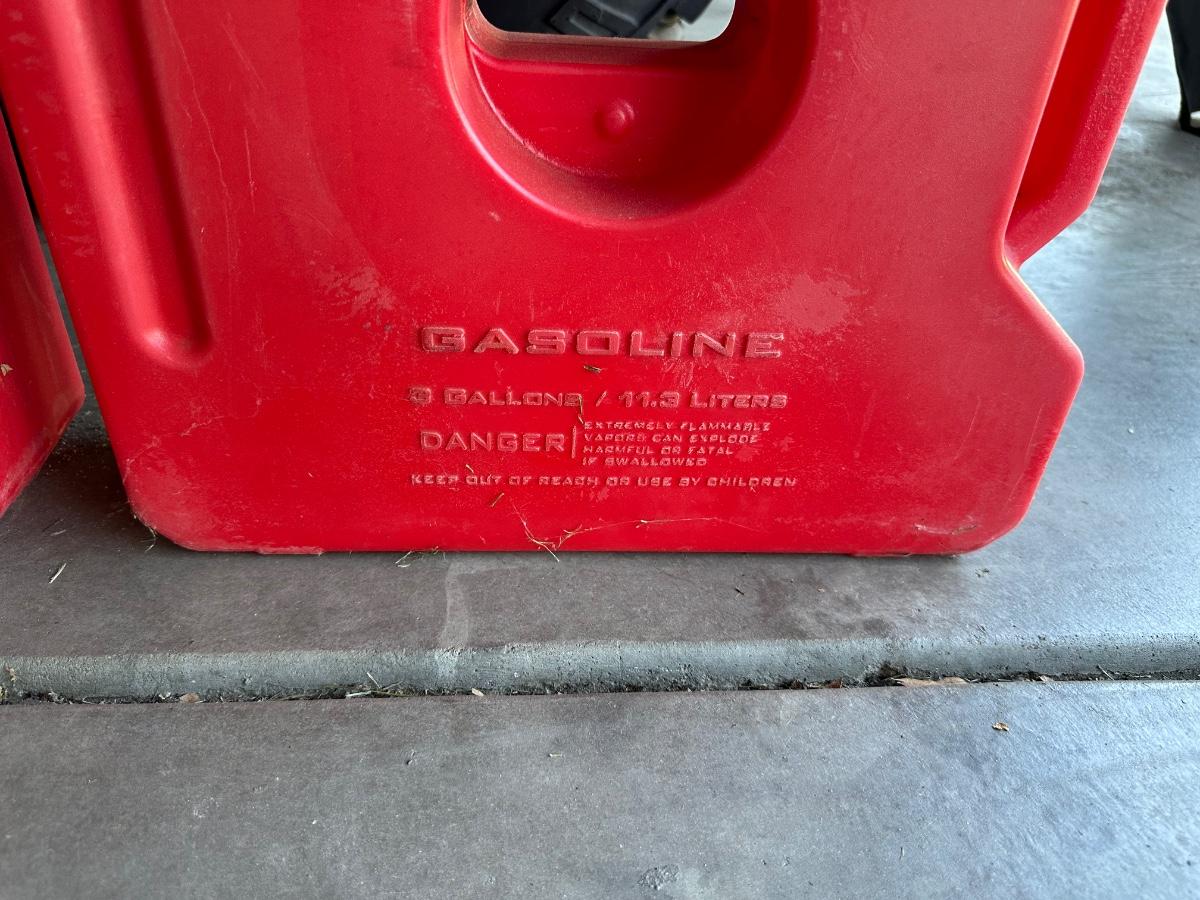 GASOLINE
3 GALLONS / 11.3 LITERS
DANGER
EXTREMELY FLAMMABLE
VAPORS CAN EXPLODE
HARMFUL OR FATAL
IF SWALLOWED
KEEP OUT OF REACH OR USE BY CHILDREN